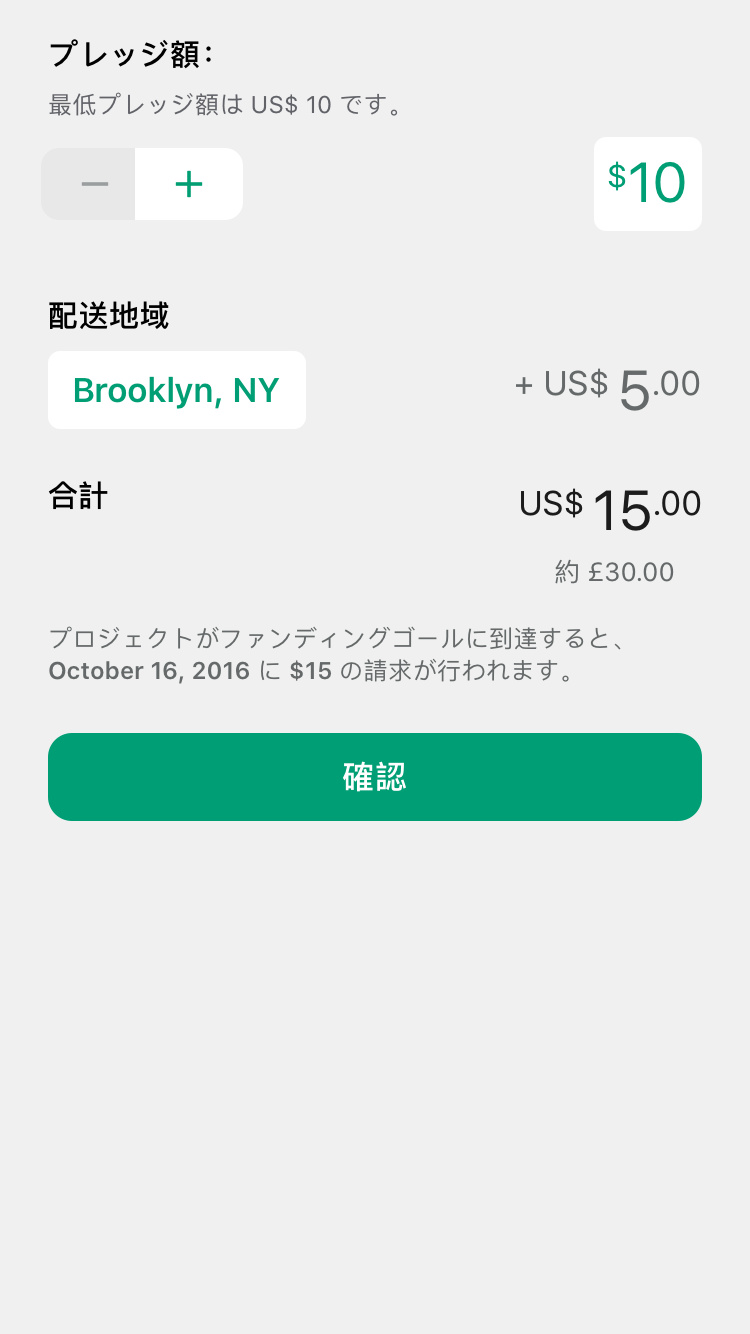 プレッジ額：
最低プレッジ額は US$ 10 です。
− +
$10
配送地域
Brooklyn, NY
+ US$ 5.00
合計
US$ 15.00
約 £30.00
プロジェクトがファンディングゴールに到達すると、
October 16, 2016 に $15 の請求が行われます。
確認